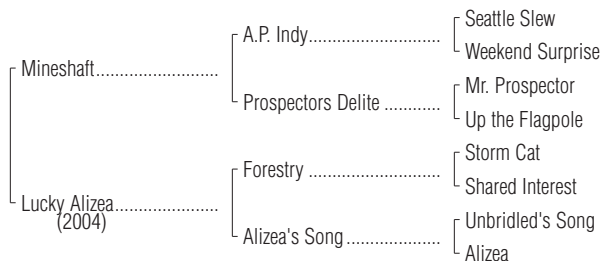 Seattle Slew
A.P. Indy..............................
Weekend Surprise
Mineshaft............................
Mr. Prospector
Prospectors Delite .............
Up the Flagpole
Storm Cat
Forestry ..............................
Shared Interest
Lucky Alizea........................
(2004)
Unbridled's Song
Alizea's Song.....................
Alizea